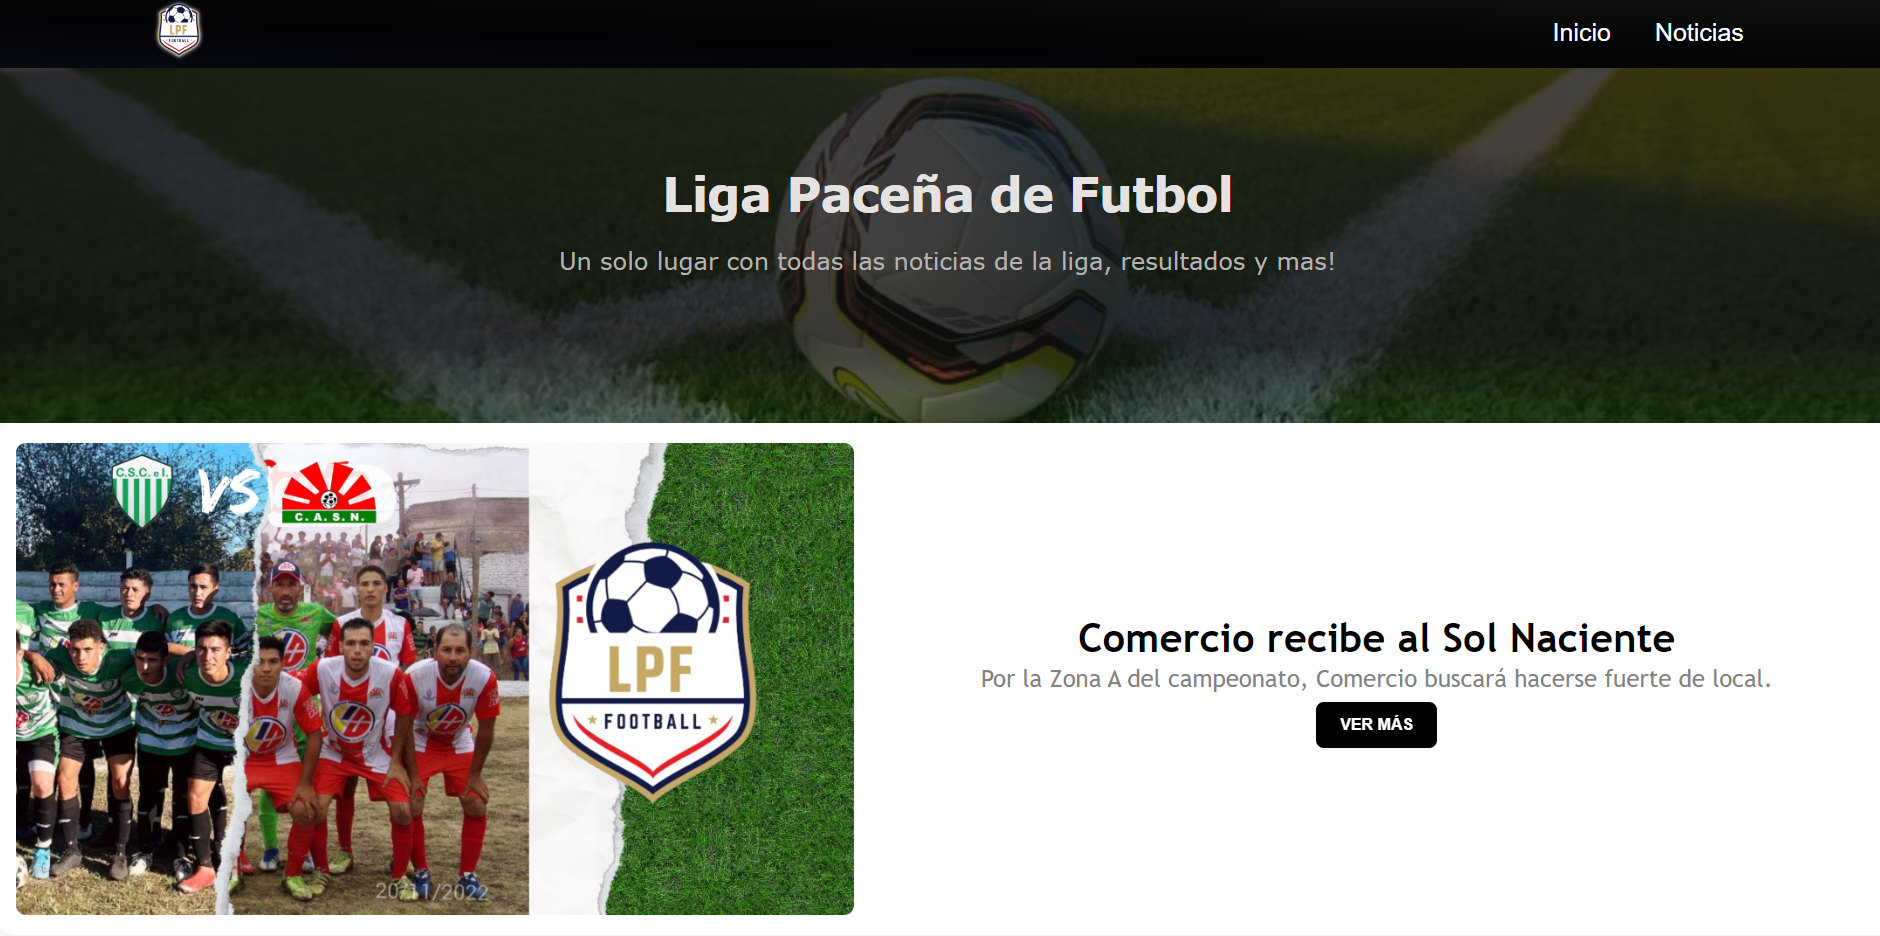 LPF
FOOTBALL
Inicio
Noticias
Liga Paceña de Futbol
Un solo lugar con todas las noticias de la liga, resultados y mas!
C.S.C. e I.
VS
C. A. S. N.
LPF
FOOTBALL
20/11/2022
Comercio recibe al Sol Naciente
Por la Zona A del campeonato, Comercio buscará hacerse fuerte de local.
VER MÁS